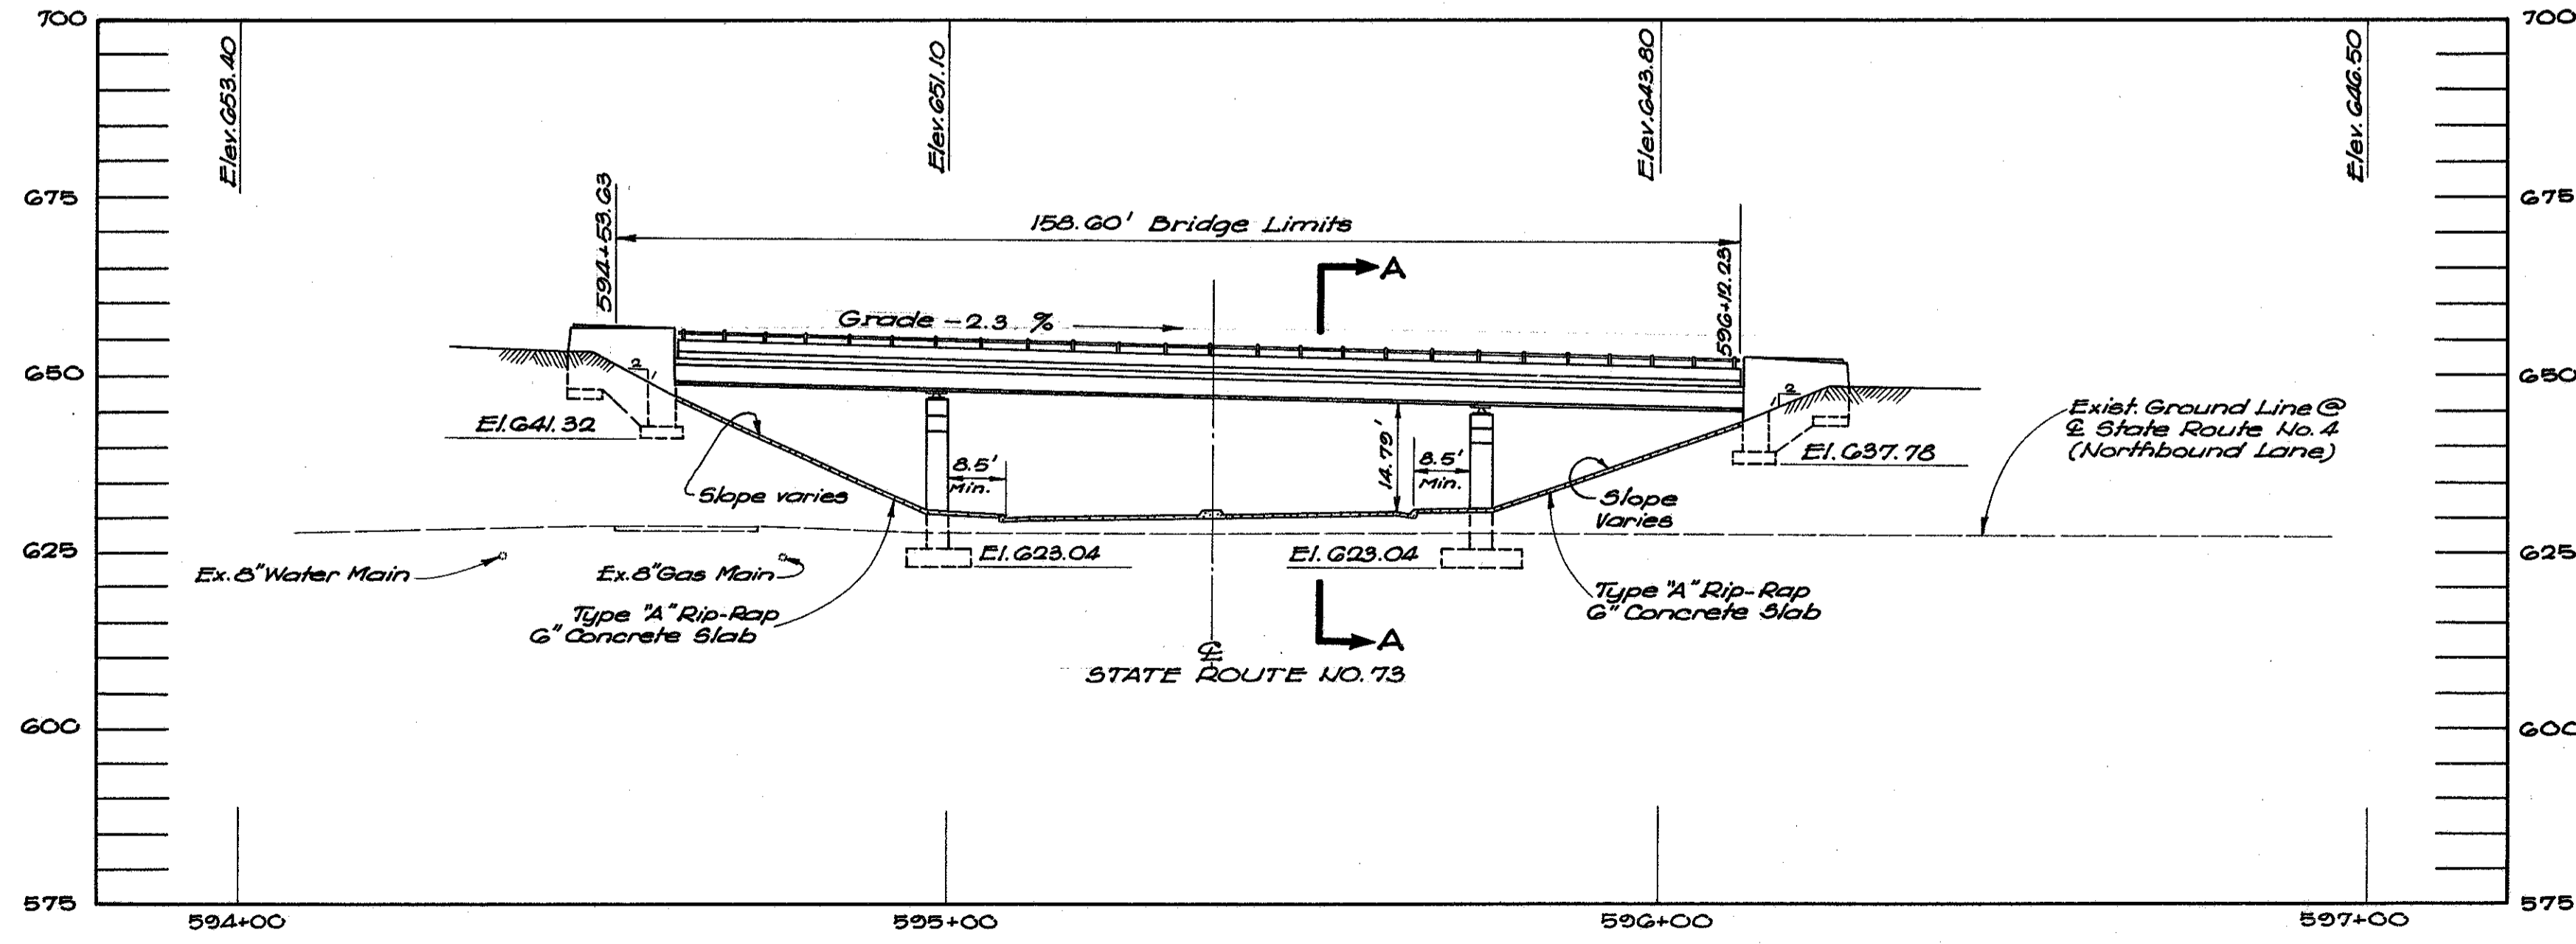 700
700
Elev. 653.40
Elev. 651.10
Elev. 643.80
Elev. 646.50
675
675
594+53.63
158.60' Bridge Limits
596+12.23
A
Grade -2.3 %
650
650
2
1
2
1
El. 641.32
Slope varies
8.5'
Min.
14.79'
8.5'
Min.
Slope
Varies
El. 637.78
Exist. Ground Line @
℄ State Route No. 4
(Northbound Lane)
625
625
Ex. 8" Water Main
Ex. 8" Gas Main
El. 623.04
El. 623.04
Type "A" Rip-Rap
6" Concrete Slab
Type "A" Rip-Rap
6" Concrete Slab
A
℄
STATE ROUTE NO. 73
600
600
575
575
594+00
595+00
596+00
597+00